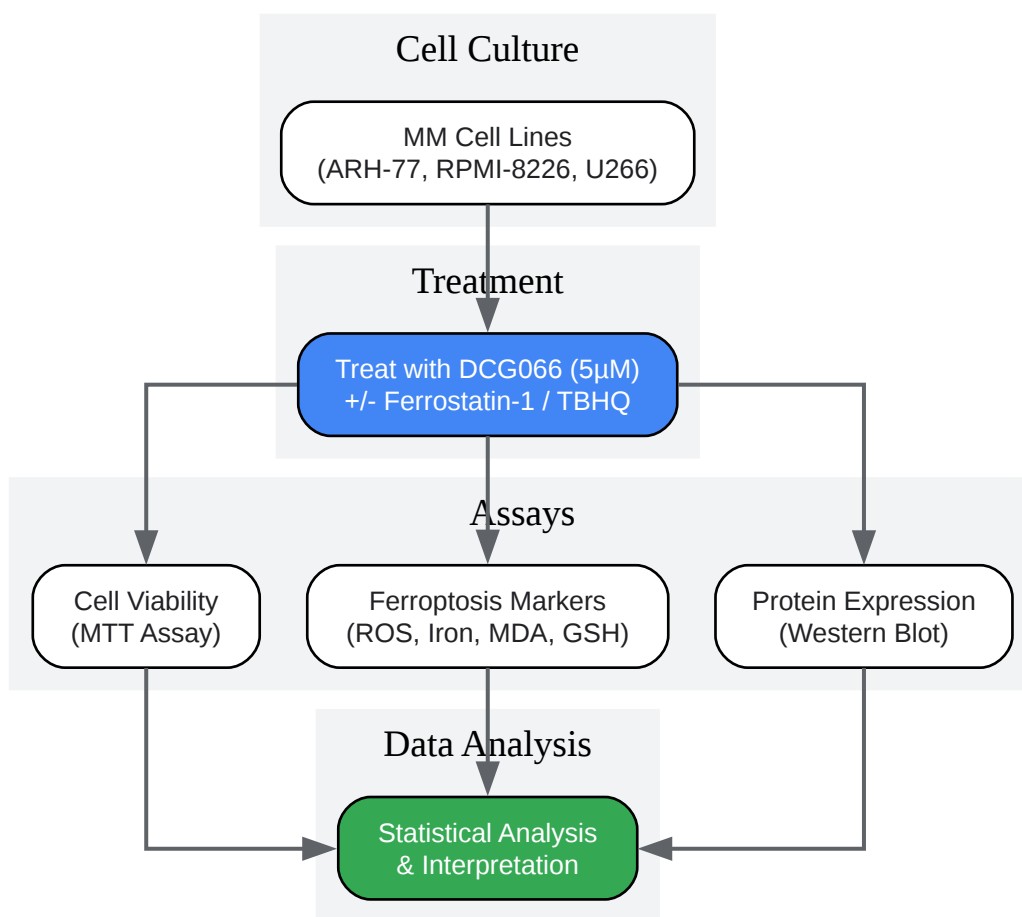 Cell Culture
MM Cell Lines
(ARH-77, RPMI-8226, U266)
Treatment
Treat with DCG066 (5µM)
+/- Ferrostatin-1 / TBHQ
Assays
Cell Viability
(MTT Assay)
Ferroptosis Markers
(ROS, Iron, MDA, GSH)
Protein Expression
(Western Blot)
Data Analysis
Statistical Analysis
& Interpretation